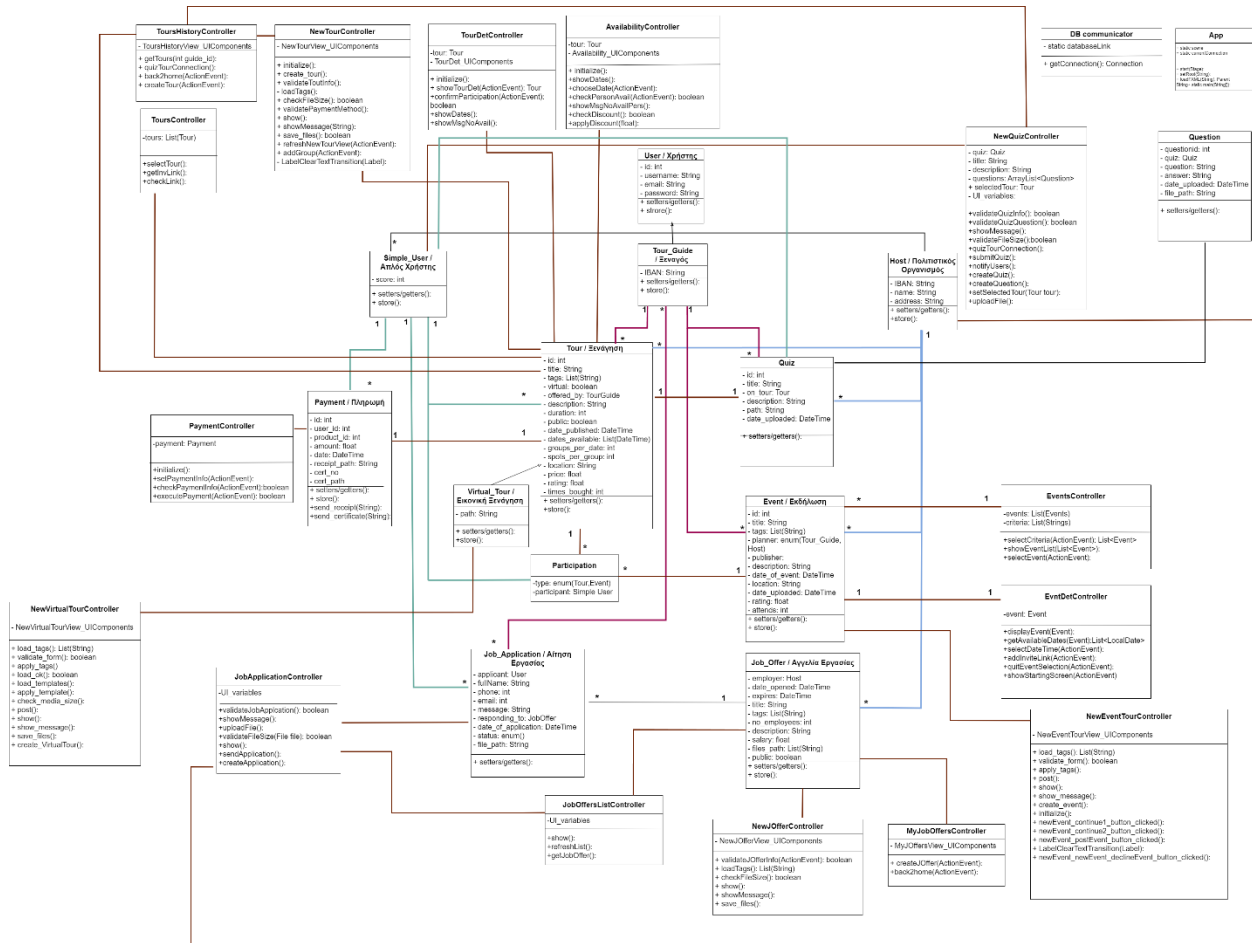 ToursHistoryController
- ToursHistoryView_UIComponents
+ getTours(int guide_id):
+ quizTourConnection():
+ back2home(ActionEvent):
+ createTour(ActionEvent):
NewTourController
- NewTourView_UIComponents
+ initialize():
+ create_tour():
+ validateToutInfo():
- loadTags():
+ checkFileSize(): boolean
+ validatePaymentMethod():
+ show():
+ showMessage(String):
+ save_files(): boolean
+ refreshNewTourView(ActionEvent):
+ addGroup(ActionEvent):
- LabelClearTextTransition(Label):
TourDetController
-tour: Tour
-TourDet_UIComponents
+ initialize():
+ showTourDet(ActionEvent): Tour
+confirmParticipation(ActionEvent):
boolean
+showDates():
+showMsgNoAvail():
AvailabilityController
-tour: Tour
- Availability_UIComponents
+ initialize():
+showDates():
+chooseDate(ActionEvent):
+checkPersonAvail(ActionEvent): boolean
+showMsgNoAvailPers():
+checkDiscount(): boolean
+applyDiscount(float):
DB communicator
- static databaseLink
+ getConnection(): Connection
App
ToursController
-tours: List(Tour)
+selectTour():
+getInvLink():
+checkLink():
User / Χρήστης
- id: int
- username: String
- email: String
- password: String
+ setters/getters():
+ strore():
NewQuizController
- quiz: Quiz
- title: String
- description: String
- questions: ArrayList<Question>
+ selectedTour: Tour
- UI_variables:
+validateQuizInfo(): boolean
+validateQuizQuestion(): boolean
+showMessage():
+validateFileSize():boolean
+quizTourConnection():
+submitQuiz():
+notifyUsers():
+createQuiz():
+createQuestion():
+setSelectedTour(Tour tour):
+uploadFile():
Question
- questionid: int
- quiz: Quiz
- question: String
- answer: String
- date_uploaded: DateTime
- file_path: String
+ setters/getters():
Simple_User /
Απλός Χρήστης
- score: int
+ setters/getters():
+ store():
Tour_Guide /
Ξεναγός
- IBAN: String
+ setters/getters():
+ store():
Host / Πολιτιστικός
Οργανισμός
- IBAN: String
- name: String
- address: String
+ setters/getters():
+store():
Tour / Ξενάγηση
- id: int
- title: String
- tags: List(String)
- virtual: boolean
- offered_by: TourGuide
- description: String
- duration: int
- public: boolean
- date_published: DateTime
- dates_available: List(DateTime)
- groups_per_date: int
- spots_per_group: int
- location: String
- price: float
- rating: float
- times_bought: int
+ setters/getters():
+store():
Quiz
- id: int
- title: String
- on_tour: Tour
- description: String
- path: String
- date_uploaded: DateTime
+ setters/getters():
Payment / Πληρωμή
- id: int
- user_id: int
- product_id: int
- amount: float
- date: DateTime
- receipt_path: String
- cert_no
- cert_path
+ setters/getters():
+ store():
+send_receipt(String):
+send_certificate(String):
PaymentController
-payment: Payment
+initialize():
+setPaymentInfo(ActionEvent):
+checkPaymentInfo(ActionEvent):boolean
+executePayment(ActionEvent): boolean
Virtual_Tour /
Εικονική Ξενάγηση
- path: String
+ setters/getters():
+store():
Participation
-type: enum(Tour,Event)
-participant: Simple User
Event / Εκδήλωση
- id: int
- title: String
- tags: List(String)
- planner: enum(Tour_Guide,
Host)
- publisher:
- description: String
- date_of_event: DateTime
- location: String
- date_uploaded: DateTime
- rating: float
- attends: int
+ setters/getters():
+ store():
EventsController
-events: List(Events)
-criteria: List(Strings)
+selectCriteria(ActionEvent): List<Event>
+showEventList(List<Event>):
+selectEvent(ActionEvent):
EvntDetController
-event: Event
+displayEvent(Event):
+getAvailableDates(Event):List<LocalDate>
+selectDateTime(ActionEvent):
+addInviteLink(ActionEvent):
+quitEventSelection(ActionEvent):
+showStartingScreen(ActionEvent)
NewVirtualTourController
- NewVirtualTourView_UIComponents
+ load_tags(): List(String)
+ validate_form(): boolean
+ apply_tags()
+ load_ok(): boolean
+ load_templates():
+ apply_template():
+ check_media_size():
+ post():
+ show():
+ show_message():
+ save_files():
+ create_VirtualTour():
JobApplicationController
-UI_variables
+validateJobApplcation(): boolean
+showMessage():
+uploadFile():
+validateFileSize(File file): boolean
+show():
+sendApplication():
+createApplication():
Job_Application / Αίτηση
Εργασίας
- applicant: User
- fullName: String
- phone: int
- email: int
- message: String
- responding_to: JobOffer
- date_of_application: DateTime
- status: enum()
- file_path: String
+ setters/getters():
Job_Offer / Αγγελία Εργασίας
- employer: Host
- date_opened: DateTime
- expires: DateTime
- title: String
- tags: List(String)
- no_employees: int
- description: String
- salary: float
- files_path: List(String)
- public: boolean
+ setters/getters():
+ store():
NewEventTourController
- NewEventTourView_UIComponents
+ load_tags(): List(String)
+ validate_form(): boolean
+ apply_tags():
+ post():
+ show():
+ show_message():
+ create_event():
+ initialize():
+ newEvent_continue1_button_clicked():
+ newEvent_continue2_button_clicked():
+ newEvent_postEvent_button_clicked():
+ LabelClearTextTransition(Label):
+ newEvent_newEvent_declineEvent_button_clicked():
JobOffersListController
-UI_variables
+show():
+refreshList():
+getJobOffer():
NewJOfferController
- NewJOfferView_UIComponents
+ validateJOfferInfo(ActionEvent): boolean
+ loadTags(): List(String)
+ checkFileSize(): boolean
+ show():
+ showMessage():
+ save_files():
MyJobOffersController
- MyJOffersView_UIComponents
+ createJOffer(ActionEvent):
+back2home(ActionEvent):